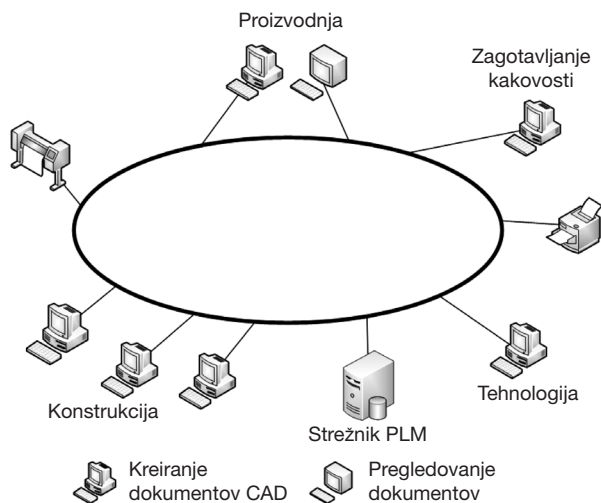 Proizvodnja
Zagotavljanje
kakovosti
Konstrukcija
Tehnologija
Strežnik PLM
Kreiranje
dokumentov CAD
Pregledovanje
dokumentov